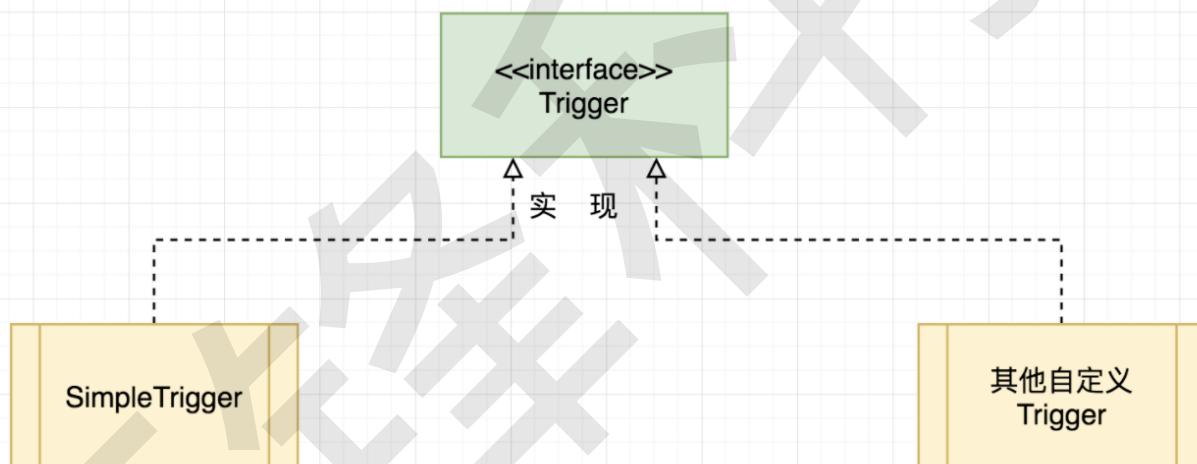 <<interface>>
Trigger
实 现
SimpleTrigger
其他自定义
Trigger